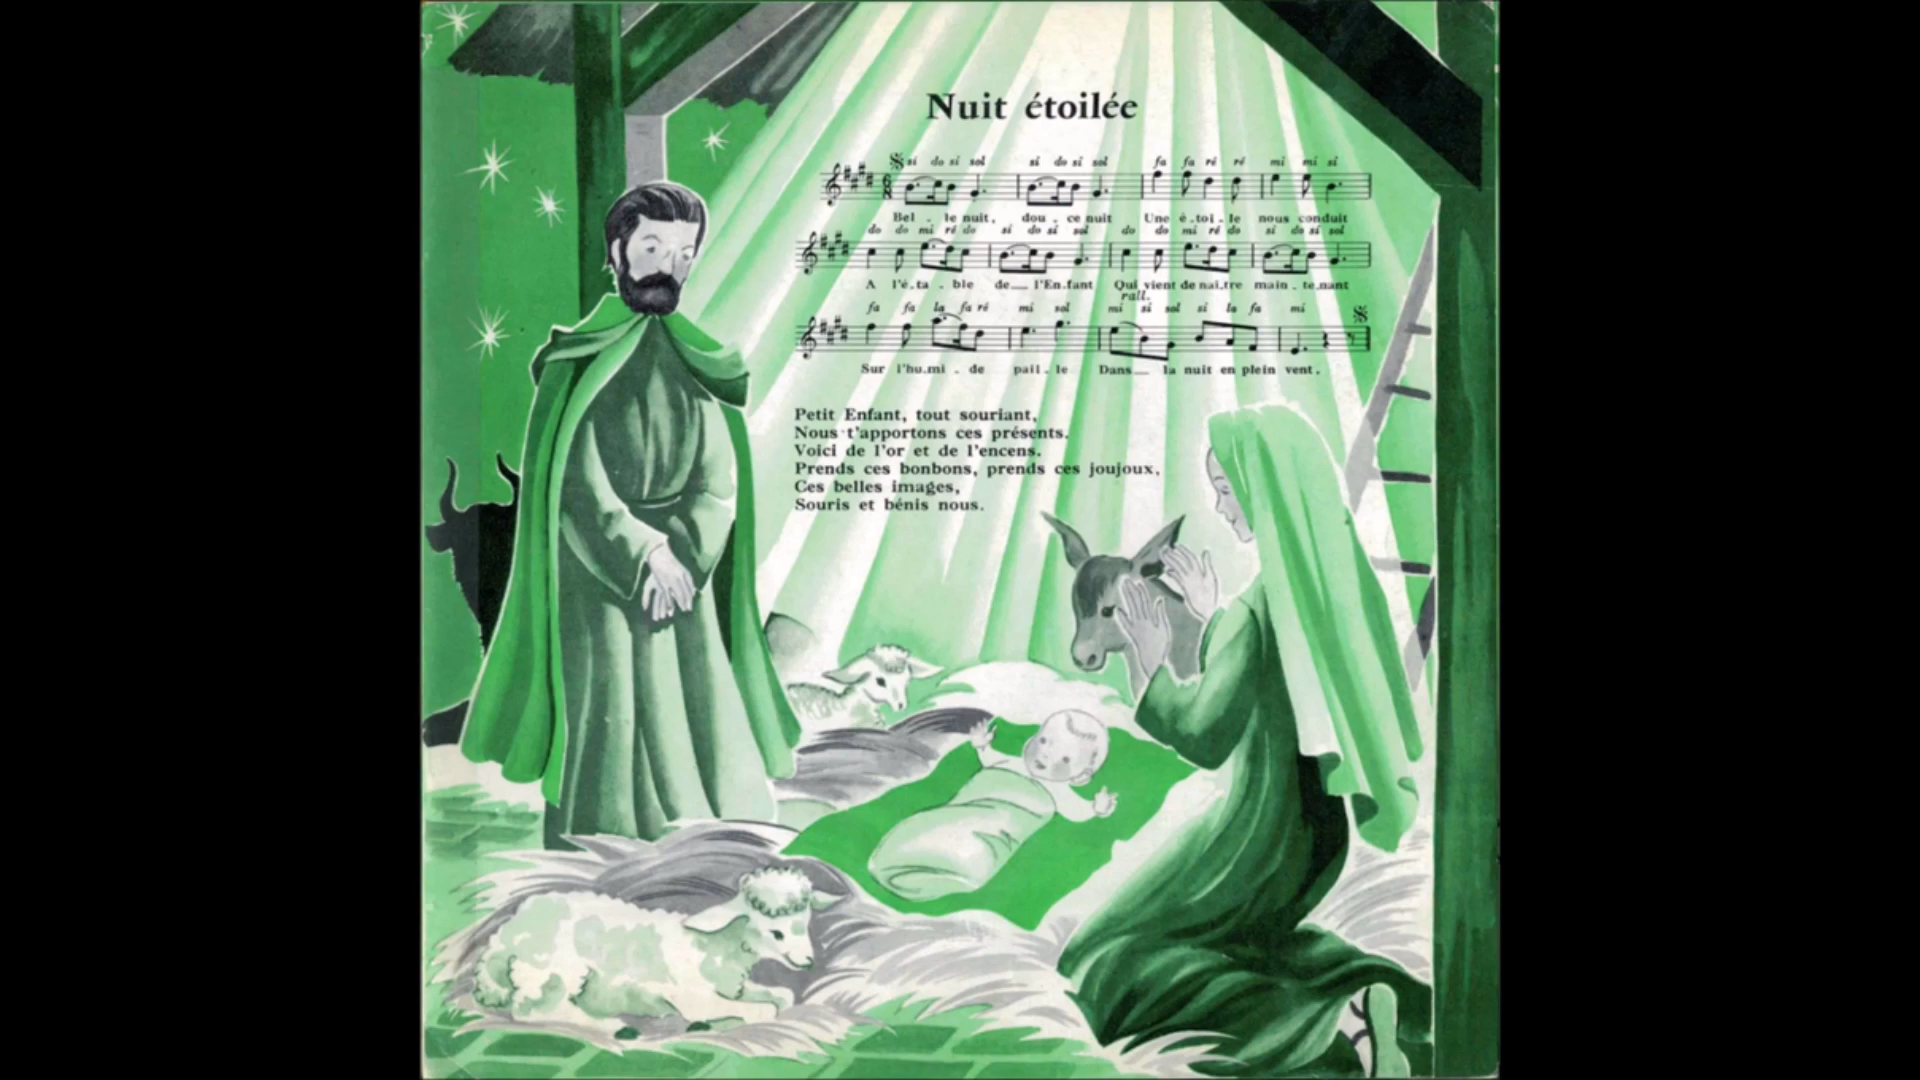 Nuit étoilée
si do si sol si do si sol fa fa ré ré mi mi si
Bel - le nuit, dou - ce nuit Une é-toi-le nous conduit
do do mi ré do si do si sol do do mi ré do si do si sol
A l'é-ta - ble de__ l'En-fant Qui vient de naî-tre main - te-nant
rall.
fa fa la fa ré mi sol mi si sol si la fa mi
Sur l'hu-mi - de pail - le Dans__ la nuit en plein vent.
Petit Enfant, tout souriant,
Nous t'apportons ces présents.
Voici de l'or et de l'encens.
Prends ces bonbons, prends ces joujoux,
Ces belles images,
Souris et bénis nous.